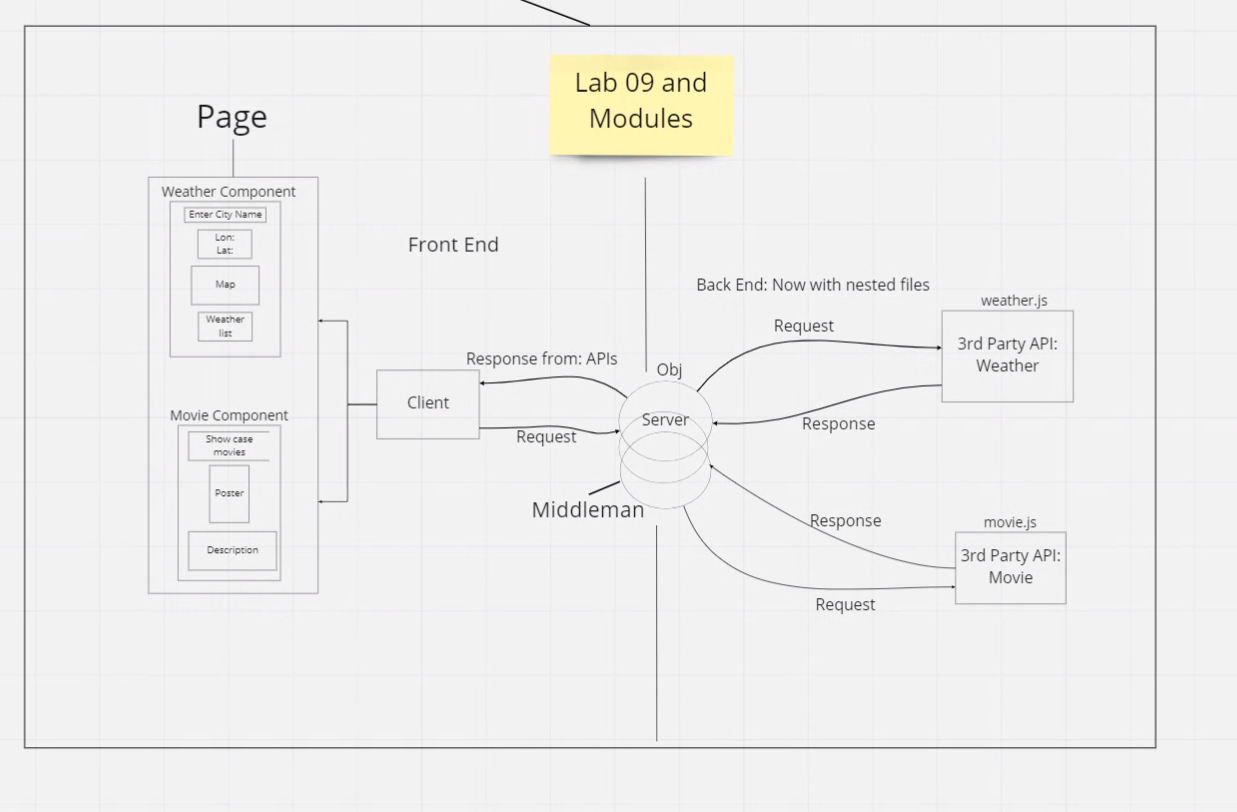 Lab 09 and
Modules
Page
Weather Component
Enter City Name
Lon:
Lat:
Map
Weather
list
Movie Component
Show case
movies
Poster
Description
Front End
Client
Response from: APIs
Request
Obj
Server
Middleman
Back End: Now with nested files
Request
Response
weather.js
3rd Party API:
Weather
Response
Request
movie.js
3rd Party API:
Movie